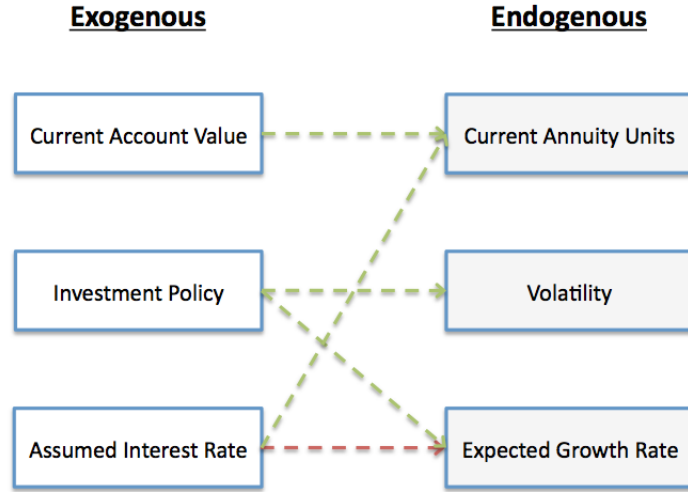 Exogenous Endogenous
Current Account Value Current Annuity Units
Investment Policy Volatility
Assumed Interest Rate Expected Growth Rate